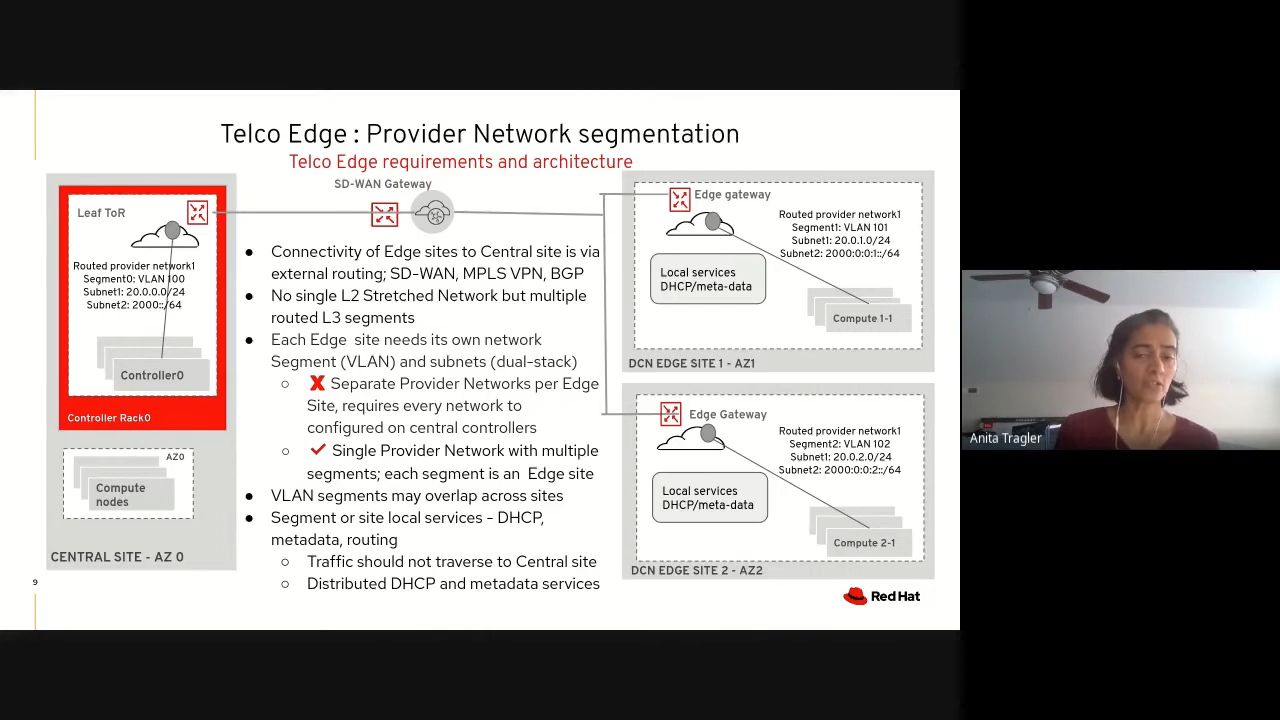 Telco Edge : Provider Network segmentation
Telco Edge requirements and architecture
Leaf ToR
Routed provider network1
Segment0: VLAN 100
Subnet1: 20.0.0.0/24
Subnet2: 2000::/64
Controller0
Controller Rack0
AZ0
Compute
nodes
CENTRAL SITE - AZ 0
SD-WAN Gateway
● Connectivity of Edge sites to Central site is via
external routing; SD-WAN, MPLS VPN, BGP
● No single L2 Stretched Network but multiple
routed L3 segments
● Each Edge site needs its own network
Segment (VLAN) and subnets (dual-stack)
○ ✘ Separate Provider Networks per Edge
Site, requires every network to
configured on central controllers
○ ✓ Single Provider Network with multiple
segments; each segment is an Edge site
● VLAN segments may overlap across sites
● Segment or site local services - DHCP,
metadata, routing
○ Traffic should not traverse to Central site
○ Distributed DHCP and metadata services
Edge gateway
Routed provider network1
Segment1: VLAN 101
Subnet1: 20.0.1.0/24
Subnet2: 2000:0:0:1::/64
Local services
DHCP/meta-data
Compute 1-1
DCN EDGE SITE 1 - AZ1
Edge Gateway
Routed provider network1
Segment2: VLAN 102
Subnet1: 20.0.2.0/24
Subnet2: 2000:0:0:2::/64
Local services
DHCP/meta-data
Compute 2-1
DCN EDGE SITE 2 - AZ2
9
Red Hat
Anita Tragler